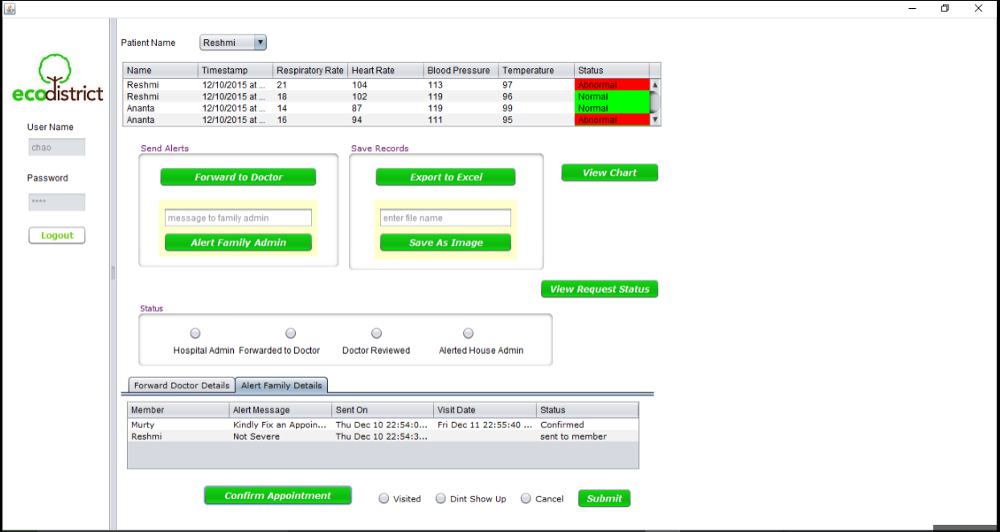 ecodistrict
User Name
chao
Password
****
Logout
Patient Name Reshmi
Name Timestamp Respiratory Rate Heart Rate Blood Pressure Temperature Status
Reshmi 12/10/2015 at ... 21 104 113 97 Abnormal
Reshmi 12/10/2015 at ... 18 102 119 96 Normal
Ananta 12/10/2015 at ... 14 87 119 99 Normal
Ananta 12/10/2015 at ... 16 94 111 95 Abnormal
Send Alerts
Forward to Doctor
message to family admin
Alert Family Admin
Save Records
Export to Excel
enter file name
Save As Image
View Chart
View Request Status
Status
Hospital Admin Forwarded to Doctor Doctor Reviewed Alerted House Admin
Forward Doctor Details Alert Family Details
Member Alert Message Sent On Visit Date Status
Murty Kindly Fix an Appoin... Thu Dec 10 22:54:0... Fri Dec 11 22:55:40 ... Confirmed
Reshmi Not Severe Thu Dec 10 22:54:3... sent to member
Confirm Appointment Visited Dint Show Up Cancel Submit